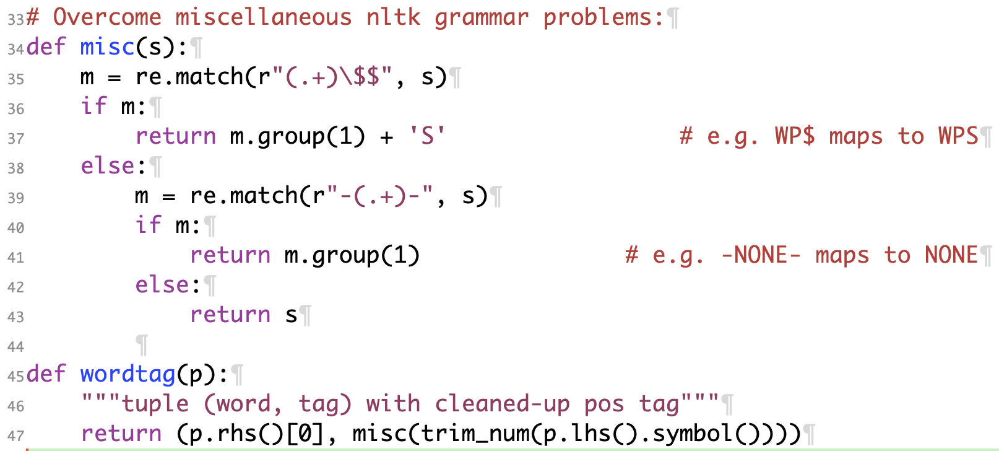 33# Overcome miscellaneous nltk grammar problems:¶
34def misc(s):¶
35    m = re.match(r"(.+)\$$", s)¶
36    if m:¶
37        return m.group(1) + 'S'                 # e.g. WP$ maps to WPS¶
38    else:¶
39        m = re.match(r"-(.+)-", s)¶
40        if m:¶
41            return m.group(1)               # e.g. -NONE- maps to NONE¶
42        else:¶
43            return s¶
44        ¶
45def wordtag(p):¶
46    """tuple (word, tag) with cleaned-up pos tag"""¶
47    return (p.rhs()[0], misc(trim_num(p.lhs().symbol())))¶